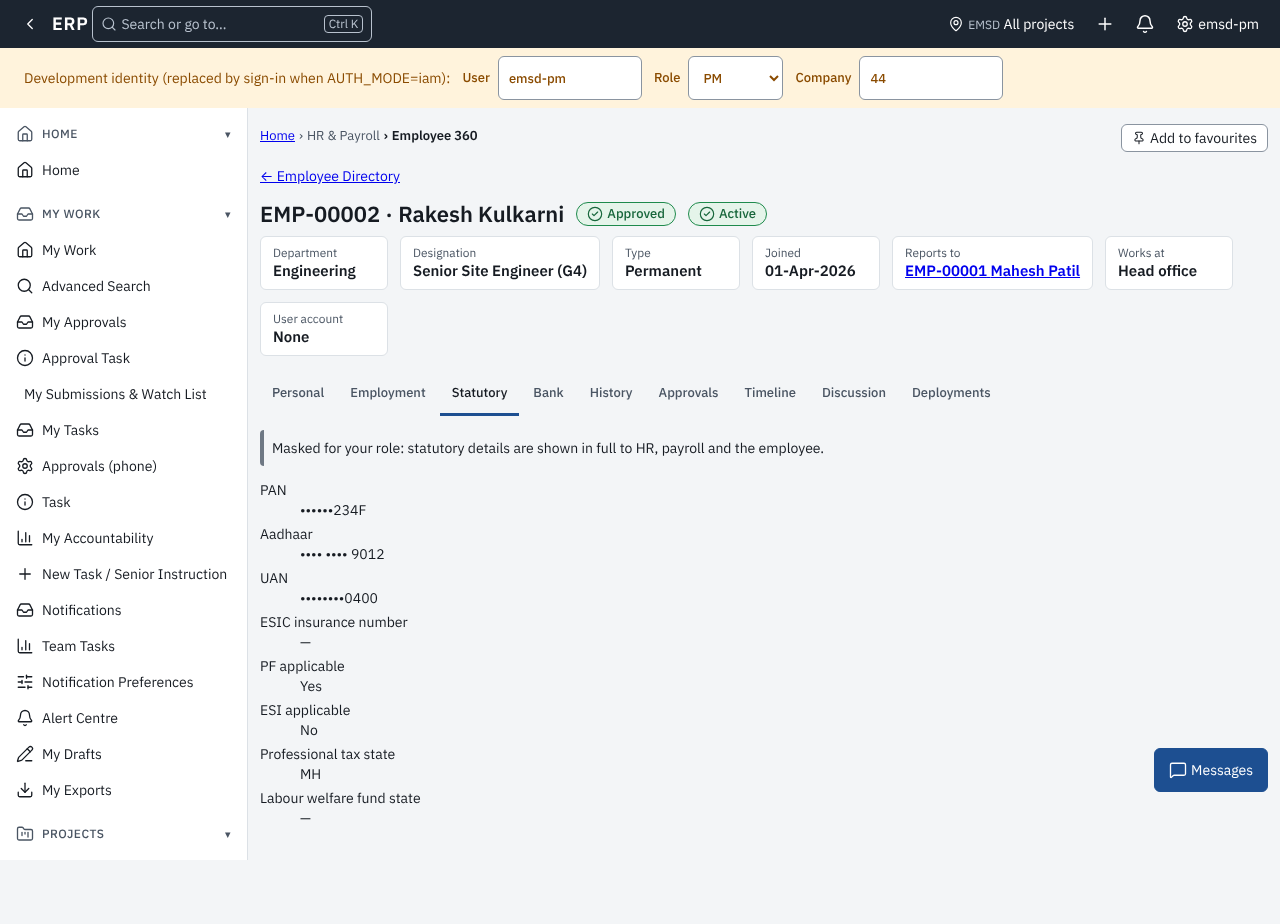 ERP
Search or go to...
Ctrl K
EMSD All projects
emsd-pm
Development identity (replaced by sign-in when AUTH_MODE=iam):
User
emsd-pm
Role
PM
Company
44
HOME
Home
MY WORK
My Work
Advanced Search
My Approvals
Approval Task
My Submissions & Watch List
My Tasks
Approvals (phone)
Task
My Accountability
New Task / Senior Instruction
Notifications
Team Tasks
Notification Preferences
Alert Centre
My Drafts
My Exports
PROJECTS
Home › HR & Payroll › Employee 360
Add to favourites
← Employee Directory
EMP-00002 · Rakesh Kulkarni
Approved
Active
Department
Engineering
Designation
Senior Site Engineer (G4)
Type
Permanent
Joined
01-Apr-2026
Reports to
EMP-00001 Mahesh Patil
Works at
Head office
User account
None
Personal
Employment
Statutory
Bank
History
Approvals
Timeline
Discussion
Deployments
Masked for your role: statutory details are shown in full to HR, payroll and the employee.
PAN
••••••234F
Aadhaar
•••• •••• 9012
UAN
••••••••0400
ESIC insurance number
—
PF applicable
Yes
ESI applicable
No
Professional tax state
MH
Labour welfare fund state
—
Messages